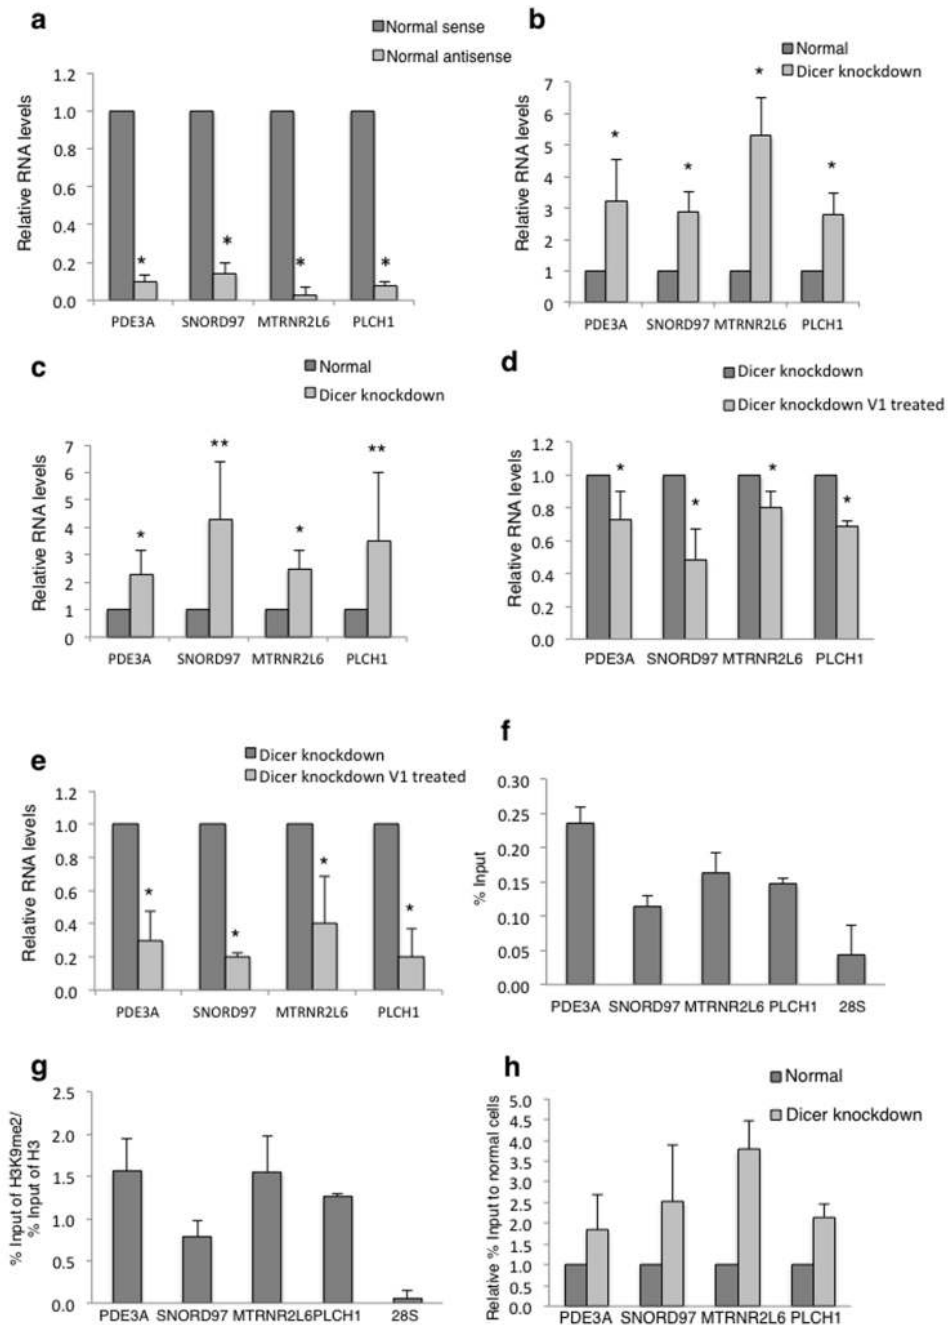 a
Normal sense
Normal antisense
Relative RNA levels
1.2
1.0
0.8
0.6
0.4
0.2
0.0
* * * *
PDE3A SNORD97 MTRNR2L6 PLCH1
b
Normal
Dicer knockdown
Relative RNA levels
7
6
5
4
3
2
1
0
* * * *
PDE3A SNORD97 MTRNR2L6 PLCH1
c
Normal
Dicer knockdown
Relative RNA levels
7
6
5
4
3
2
1
0
* ** * **
PDE3A SNORD97 MTRNR2L6 PLCH1
d
Dicer knockdown
Dicer knockdown V1 treated
Relative RNA levels
1.2
1.0
0.8
0.6
0.4
0.2
0.0
* * * *
PDE3A SNORD97 MTRNR2L6 PLCH1
e
Dicer knockdown
Dicer knockdown V1 treated
Relative RNA levels
1.2
1.0
0.8
0.6
0.4
0.2
0.0
* * * *
PDE3A SNORD97 MTRNR2L6 PLCH1
f
% Input
0.30
0.25
0.20
0.15
0.10
0.05
0.00
PDE3A SNORD97 MTRNR2L6 PLCH1 28S
g
% Input of H3K9me2/
% Input of H3
2.5
2.0
1.5
1.0
0.5
0.0
PDE3A SNORD97 MTRNR2L6PLCH1 28S
h
Normal
Dicer knockdown
Relative % Input to normal cells
5.0
4.5
4.0
3.5
3.0
2.5
2.0
1.5
1.0
0.5
0.0
PDE3A SNORD97 MTRNR2L6 PLCH1